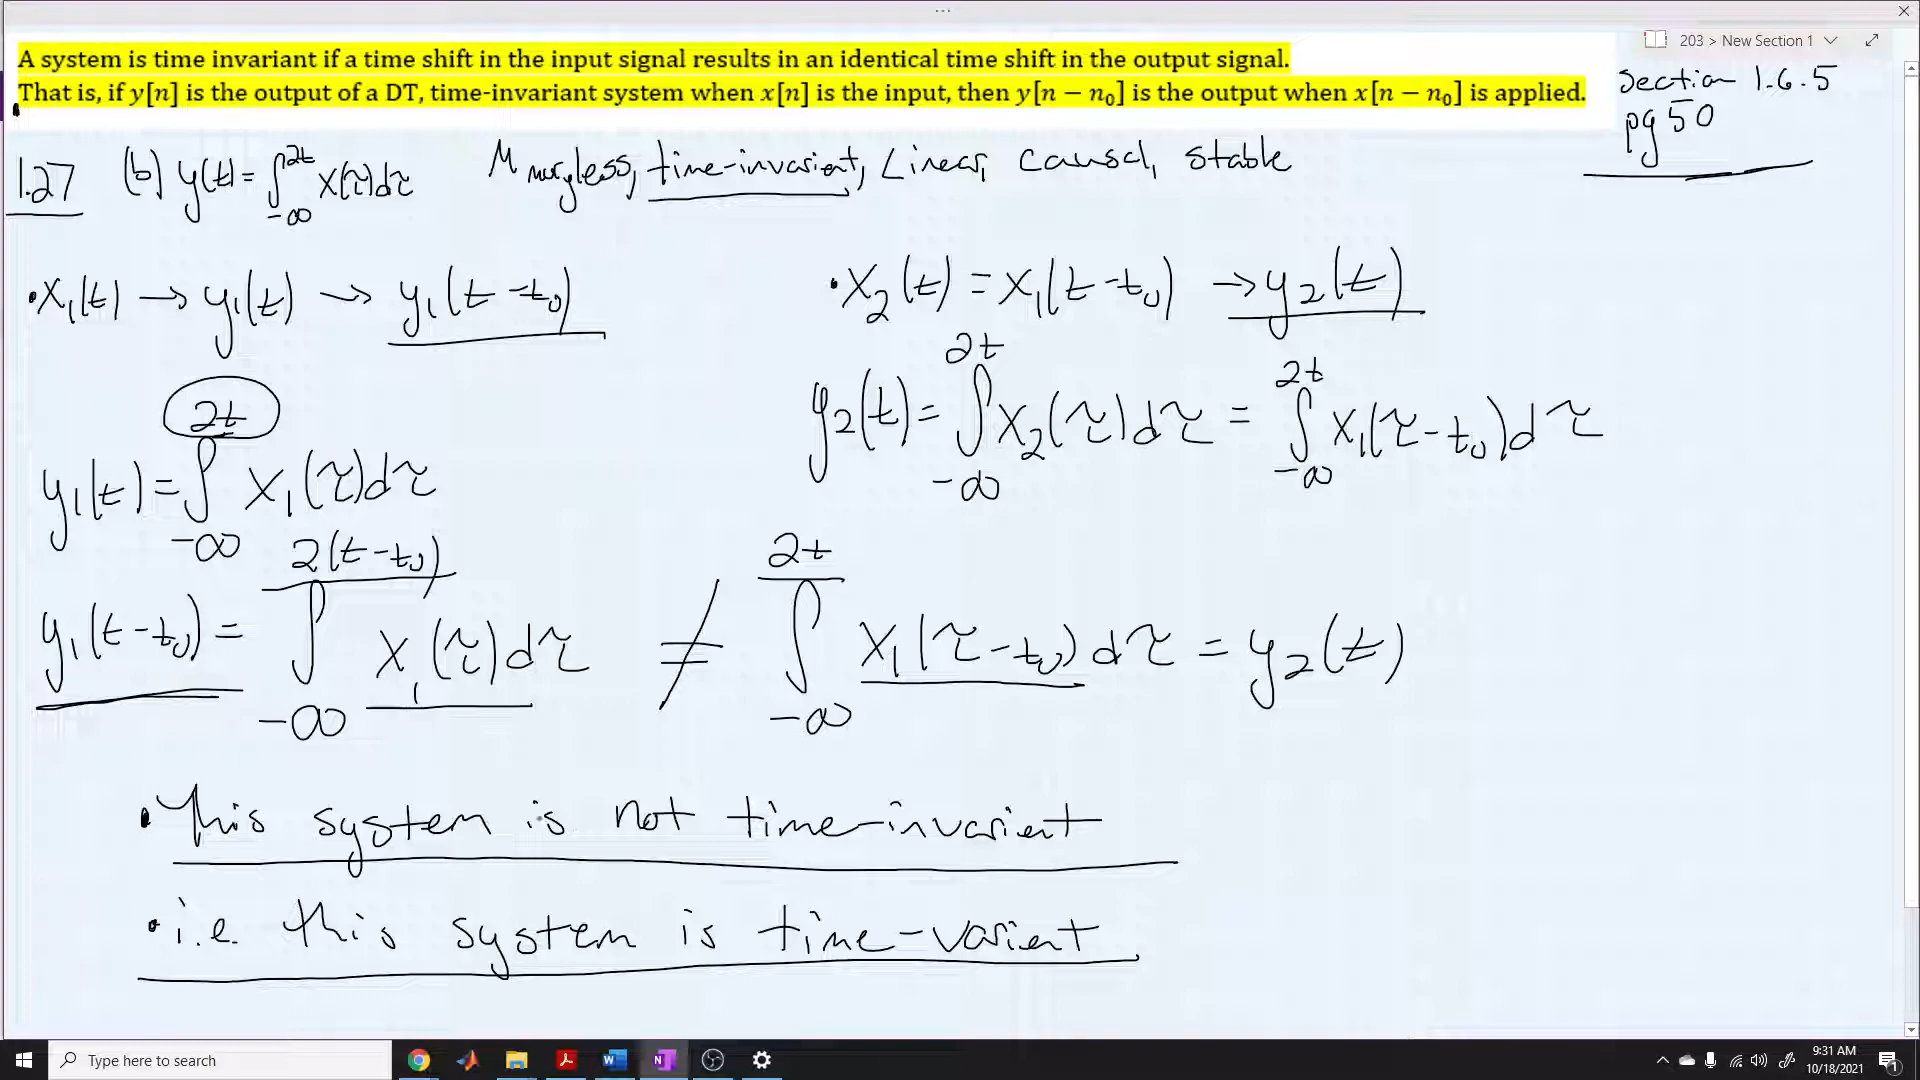 A system is time invariant if a time shift in the input signal results in an identical time shift in the output signal.
That is, if y[n] is the output of a DT, time-invariant system when x[n] is the input, then y[n − n₀] is the output when x[n − n₀] is applied.
203 > New Section 1
Section 1.6.5
pg 50
1.27 (b) y(t) = ∫_{-∞}^{2t} x(τ)dτ time-invarient, Linear, causal, stable
• x₁(t) → y₁(t) → y₁(t-t₀)
• x₂(t) = x₁(t-t₀) → y₂(t)
y₂(t) = ∫_{-∞}^{2t} x₂(τ)dτ = ∫_{-∞}^{2t} x₁(τ-t₀)dτ
y₁(t) = ∫_{-∞}^{2t} x₁(τ)dτ
y₁(t-t₀) = ∫_{-∞}^{2(t-t₀)} x₁(τ)dτ ≠ ∫_{-∞}^{2t} x₁(τ-t₀)dτ = y₂(t)
• This system is not time-invarient
• i.e. this system is time-varient
Type here to search
9:31 AM
10/18/2021
1